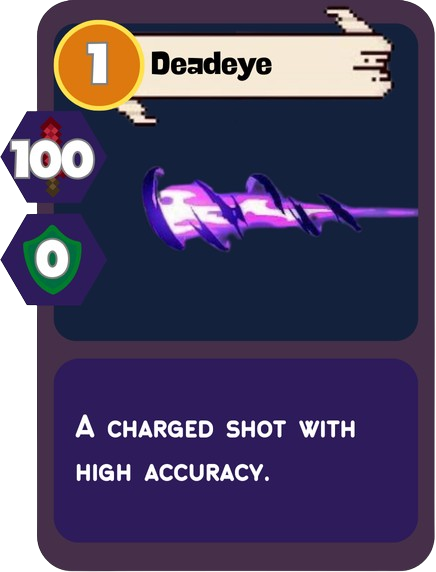 1
Deadeye
100
0
A CHARGED SHOT WITH
HIGH ACCURACY.